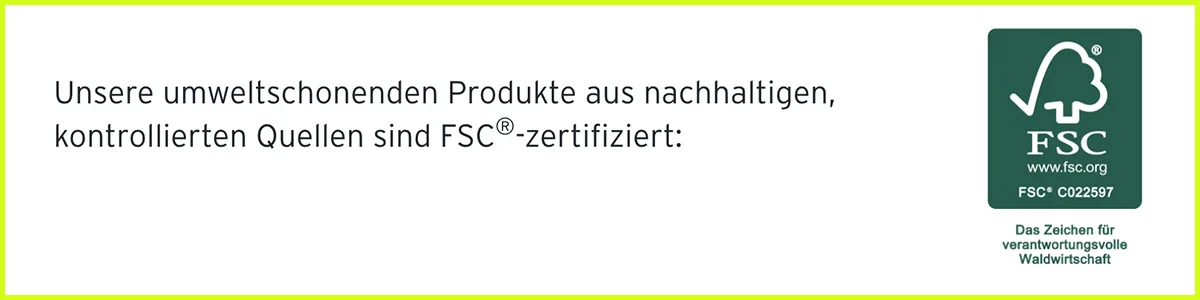 Unsere umweltschonenden Produkte aus nachhaltigen,
kontrollierten Quellen sind FSC®-zertifiziert:
®
FSC
www.fsc.org
FSC® C022597
Das Zeichen für
verantwortungsvolle
Waldwirtschaft